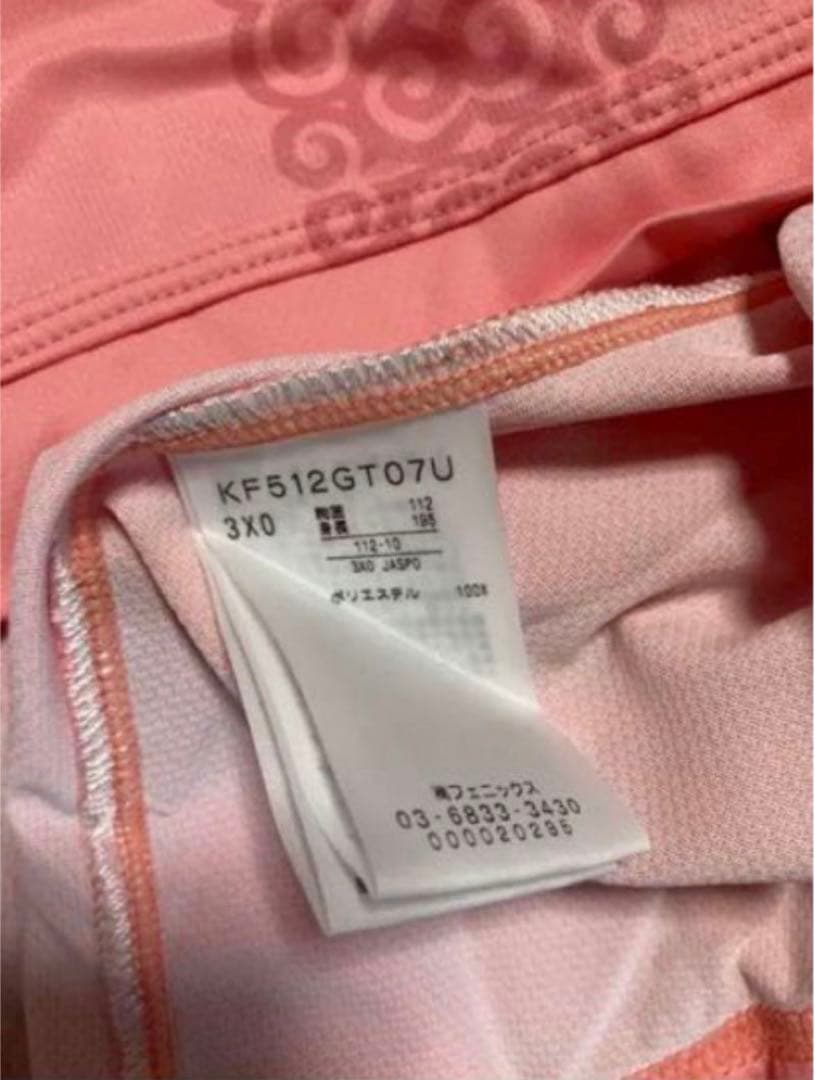 KF512GT07U
3X0 胸囲 112
身長 195
112-10
3X0 JASPO
ポリエステル 100%
㈱フェニックス
03-6833-3430
000020295